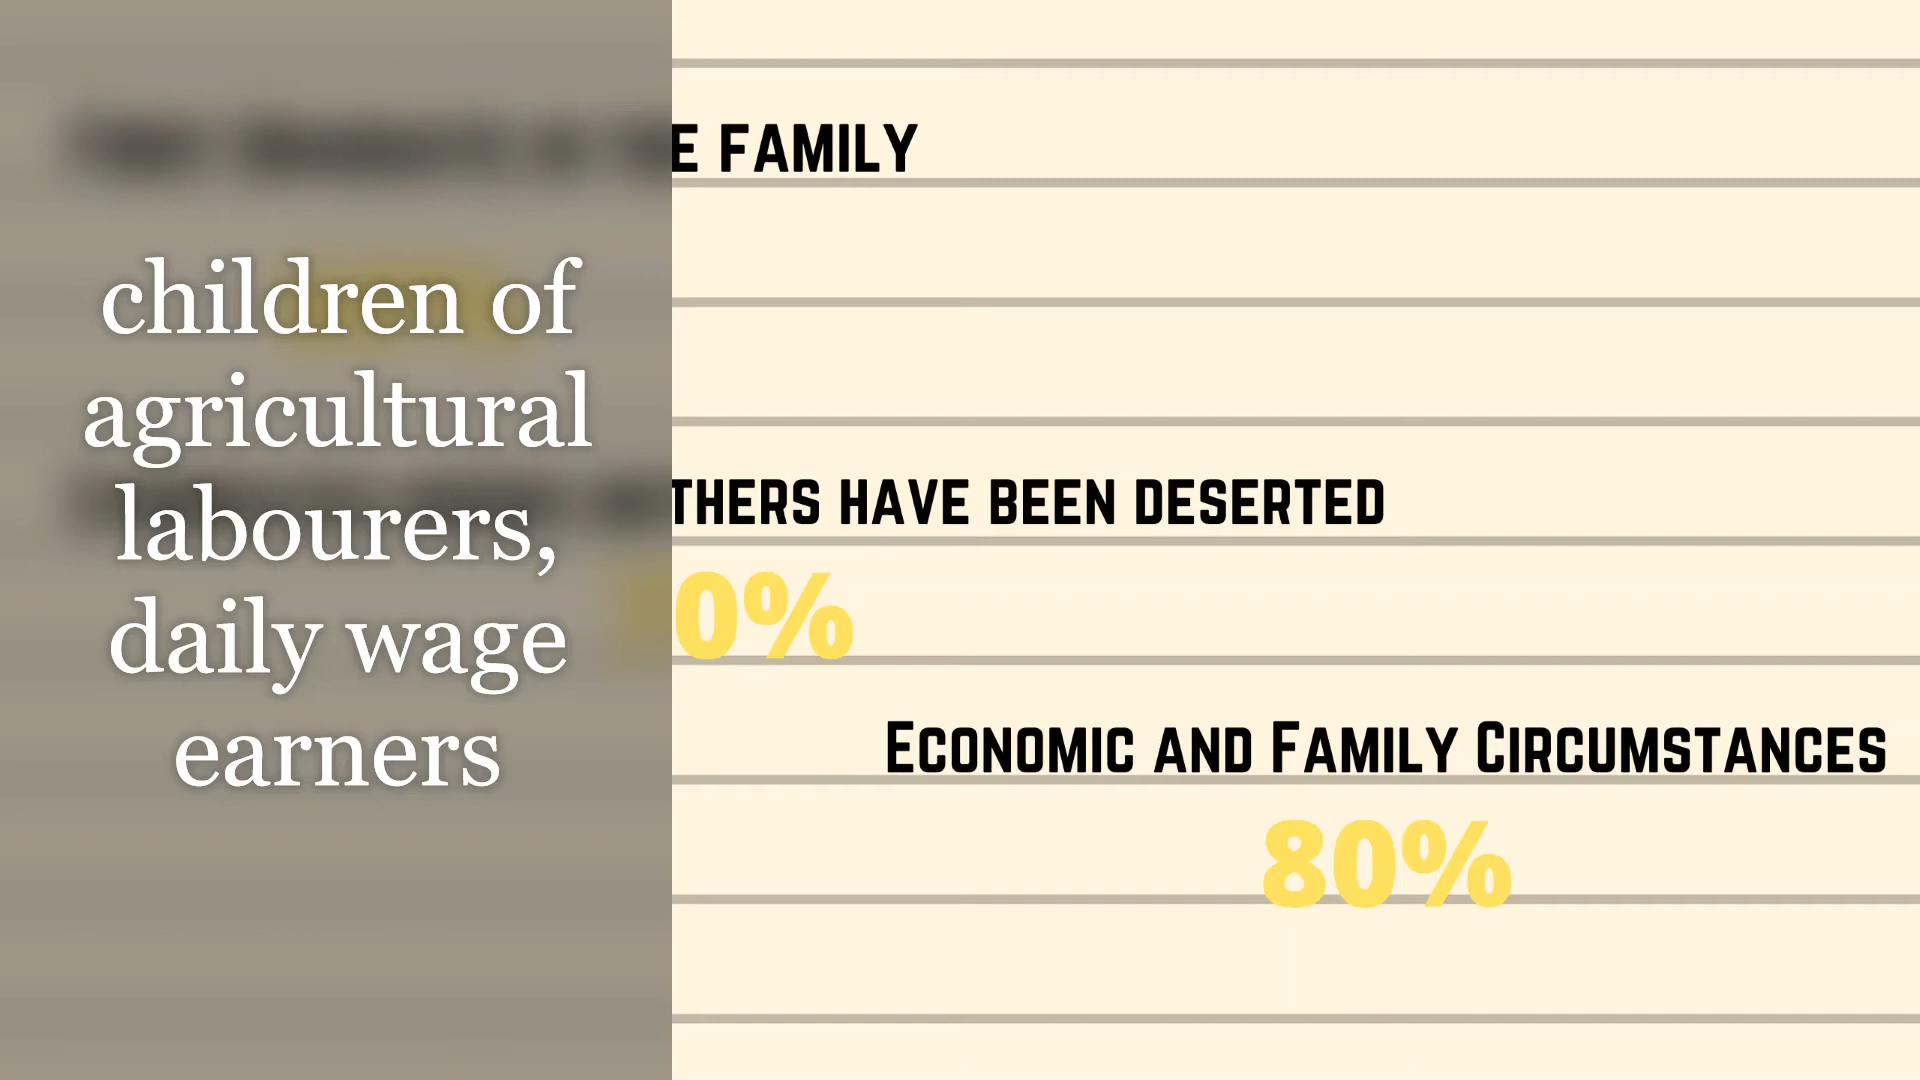 children of
agricultural
labourers,
daily wage
earners
E FAMILY
THERS HAVE BEEN DESERTED
0%
ECONOMIC AND FAMILY CIRCUMSTANCES
80%